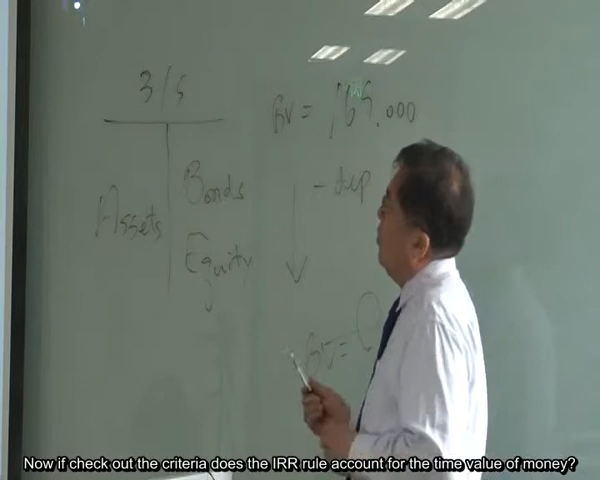 B/S
BV = 165,000
- dep
Assets
Bonds
Equity
BV = 0
Now if check out the criteria does the IRR rule account for the time value of money?